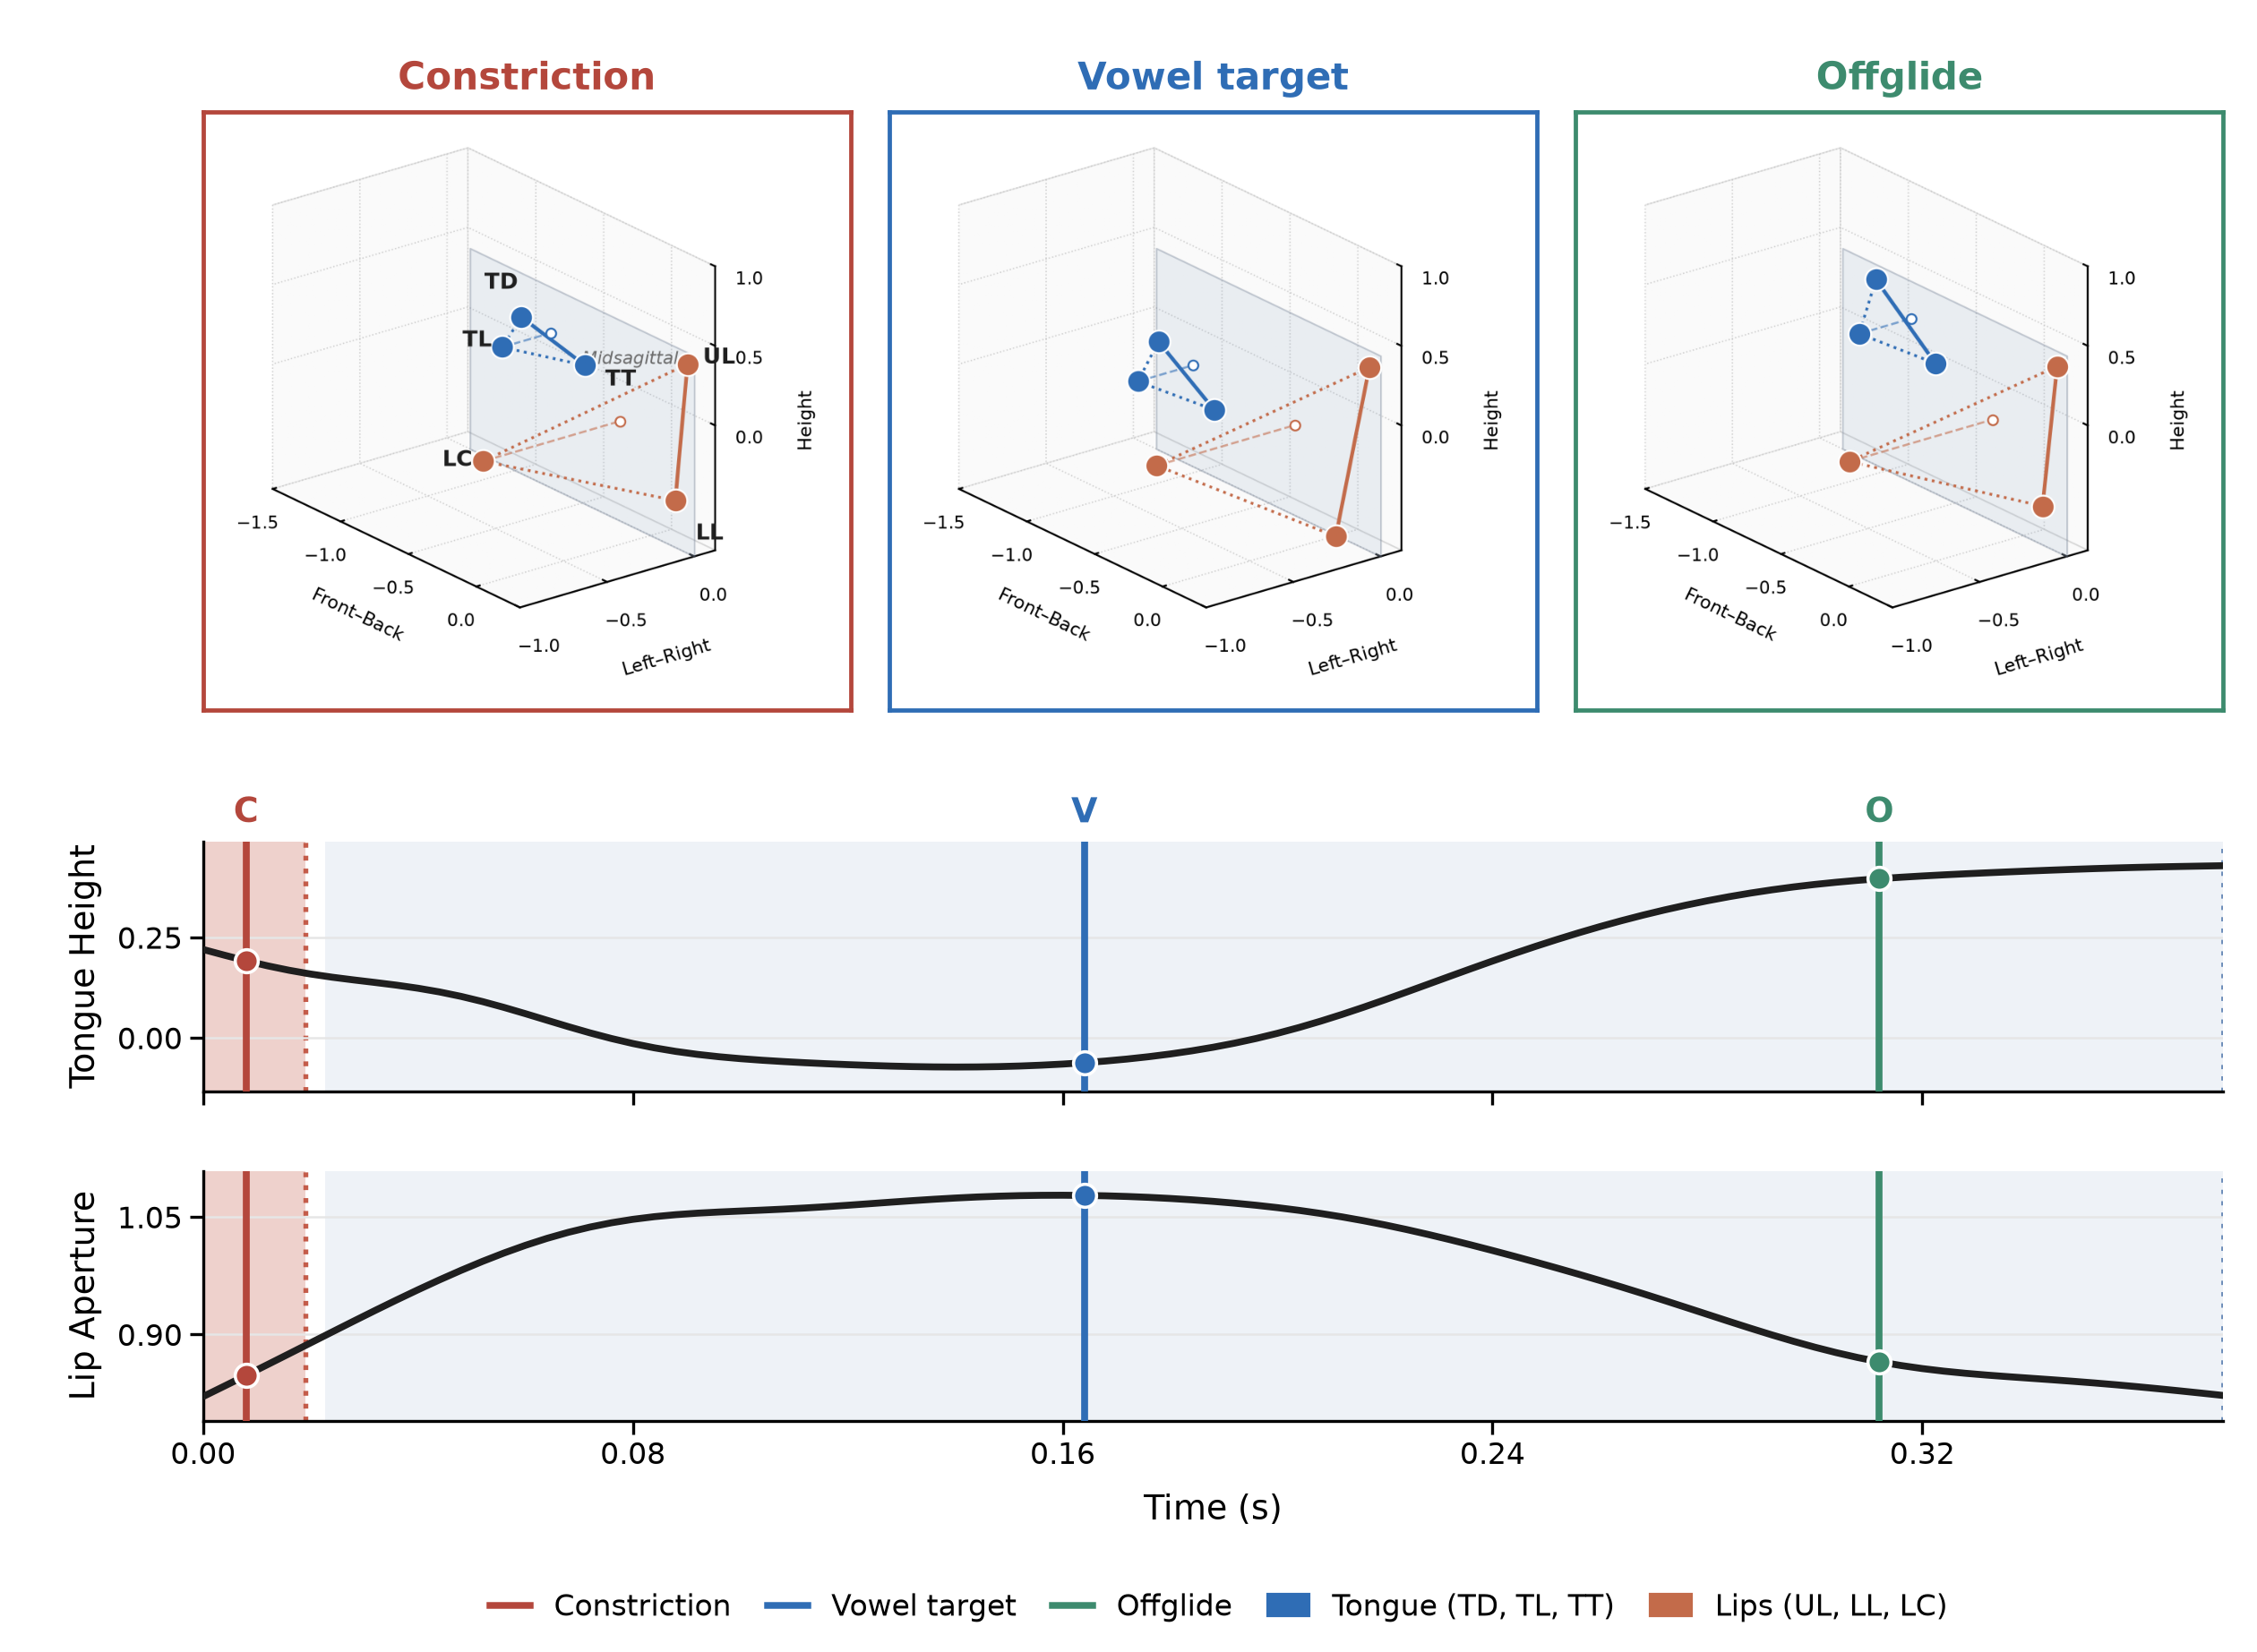 Constriction Vowel target Offglide
TD
TL
Midsagittal
UL
TT
LC
LL
1.0
0.5
0.0
Height
−1.5
−1.0
−0.5
0.0
Front–Back
−1.0
−0.5
0.0
Left–Right
1.0
0.5
0.0
Height
−1.5
−1.0
−0.5
0.0
Front–Back
−1.0
−0.5
0.0
Left–Right
1.0
0.5
0.0
Height
−1.5
−1.0
−0.5
0.0
Front–Back
−1.0
−0.5
0.0
Left–Right
C V O
Tongue Height
0.25
0.00
Lip Aperture
1.05
0.90
0.00 0.08 0.16 0.24 0.32
Time (s)
Constriction Vowel target Offglide Tongue (TD, TL, TT) Lips (UL, LL, LC)